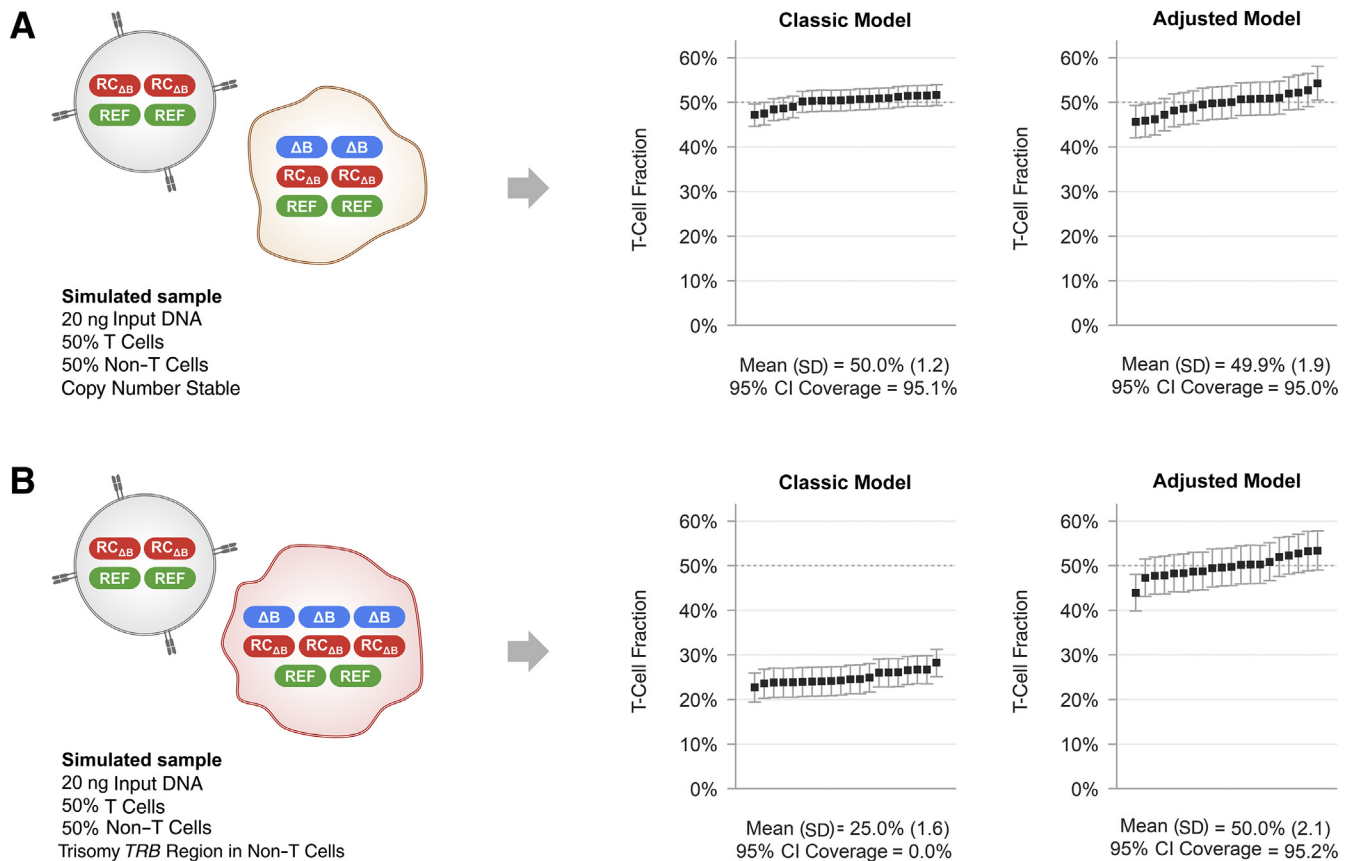 A
RCΔB RCΔB
REF REF
ΔB ΔB
RCΔB RCΔB
REF REF
Simulated sample
20 ng Input DNA
50% T Cells
50% Non-T Cells
Copy Number Stable
Classic Model
T-Cell Fraction
60%
50%
40%
30%
20%
10%
0%
Mean (SD) = 50.0% (1.2)
95% CI Coverage = 95.1%
Adjusted Model
T-Cell Fraction
60%
50%
40%
30%
20%
10%
0%
Mean (SD) = 49.9% (1.9)
95% CI Coverage = 95.0%
B
RCΔB RCΔB
REF REF
ΔB ΔB ΔB
RCΔB RCΔB RCΔB
REF REF
Simulated sample
20 ng Input DNA
50% T Cells
50% Non-T Cells
Trisomy TRB Region in Non-T Cells
Classic Model
T-Cell Fraction
60%
50%
40%
30%
20%
10%
0%
Mean (SD) = 25.0% (1.6)
95% CI Coverage = 0.0%
Adjusted Model
T-Cell Fraction
60%
50%
40%
30%
20%
10%
0%
Mean (SD) = 50.0% (2.1)
95% CI Coverage = 95.2%